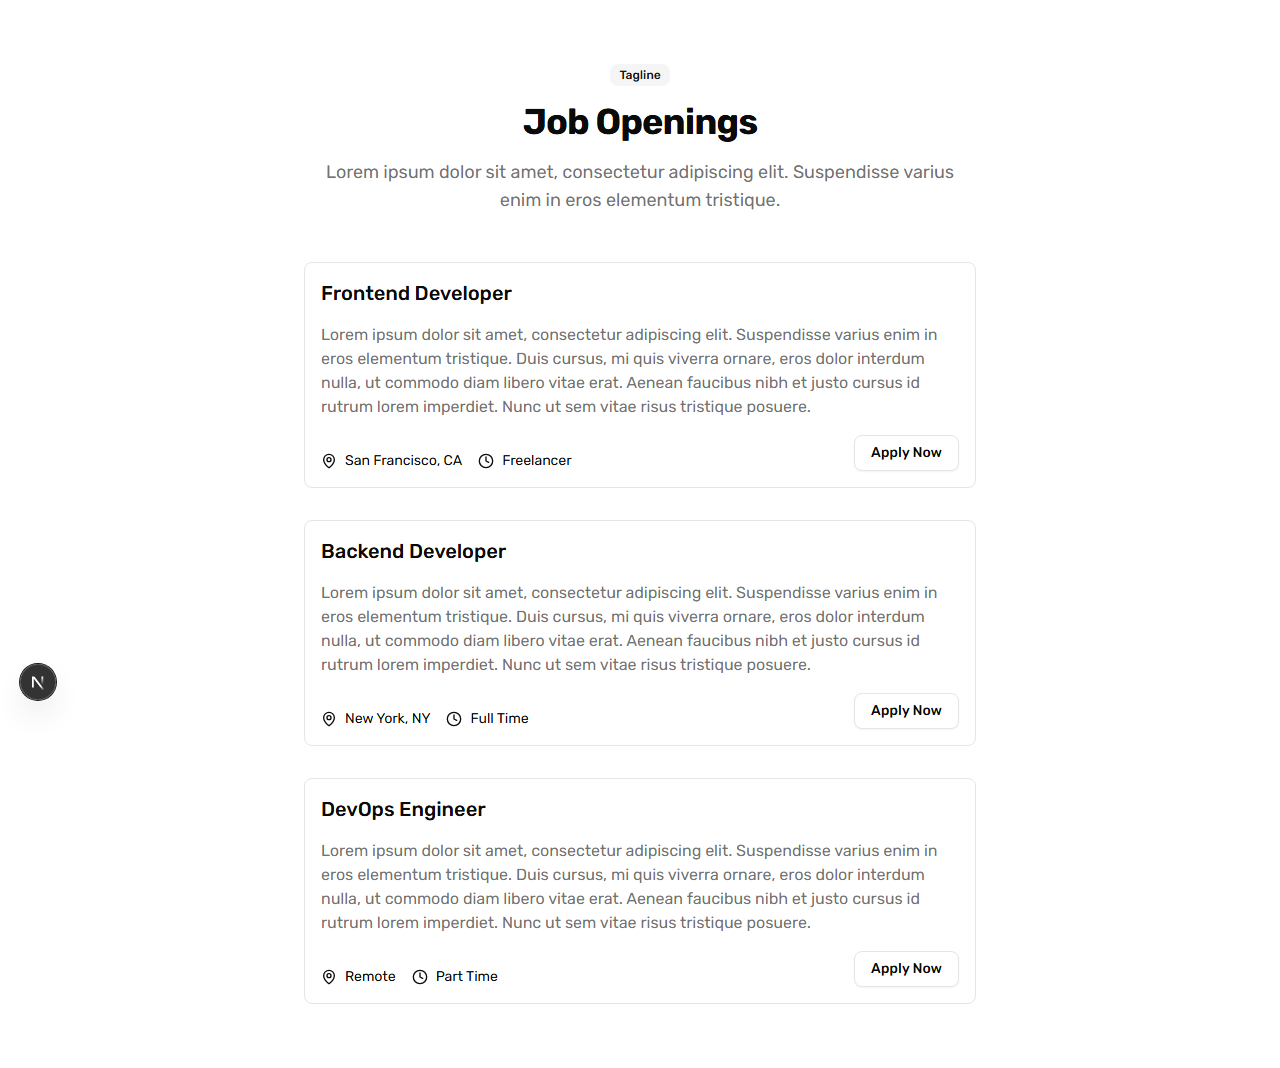 Tagline
Job Openings
Lorem ipsum dolor sit amet, consectetur adipiscing elit. Suspendisse varius
enim in eros elementum tristique.
Frontend Developer
Lorem ipsum dolor sit amet, consectetur adipiscing elit. Suspendisse varius enim in
eros elementum tristique. Duis cursus, mi quis viverra ornare, eros dolor interdum
nulla, ut commodo diam libero vitae erat. Aenean faucibus nibh et justo cursus id
rutrum lorem imperdiet. Nunc ut sem vitae risus tristique posuere.
San Francisco, CA Freelancer Apply Now
Backend Developer
Lorem ipsum dolor sit amet, consectetur adipiscing elit. Suspendisse varius enim in
eros elementum tristique. Duis cursus, mi quis viverra ornare, eros dolor interdum
nulla, ut commodo diam libero vitae erat. Aenean faucibus nibh et justo cursus id
rutrum lorem imperdiet. Nunc ut sem vitae risus tristique posuere.
N
New York, NY Full Time Apply Now
DevOps Engineer
Lorem ipsum dolor sit amet, consectetur adipiscing elit. Suspendisse varius enim in
eros elementum tristique. Duis cursus, mi quis viverra ornare, eros dolor interdum
nulla, ut commodo diam libero vitae erat. Aenean faucibus nibh et justo cursus id
rutrum lorem imperdiet. Nunc ut sem vitae risus tristique posuere.
Remote Part Time Apply Now